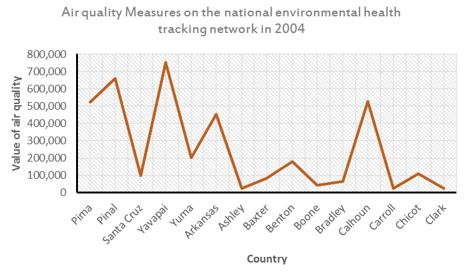 Air quality Measures on the national environmental health
tracking network in 2004
800,000
700,000
600,000
500,000
400,000
300,000
200,000
100,000
0
Value of air quality
Pima
Pinal
Santa Cruz
Yavapai
Yuma
Arkansas
Ashley
Baxter
Benton
Boone
Bradley
Calhoun
Carroll
Chicot
Clark
Country